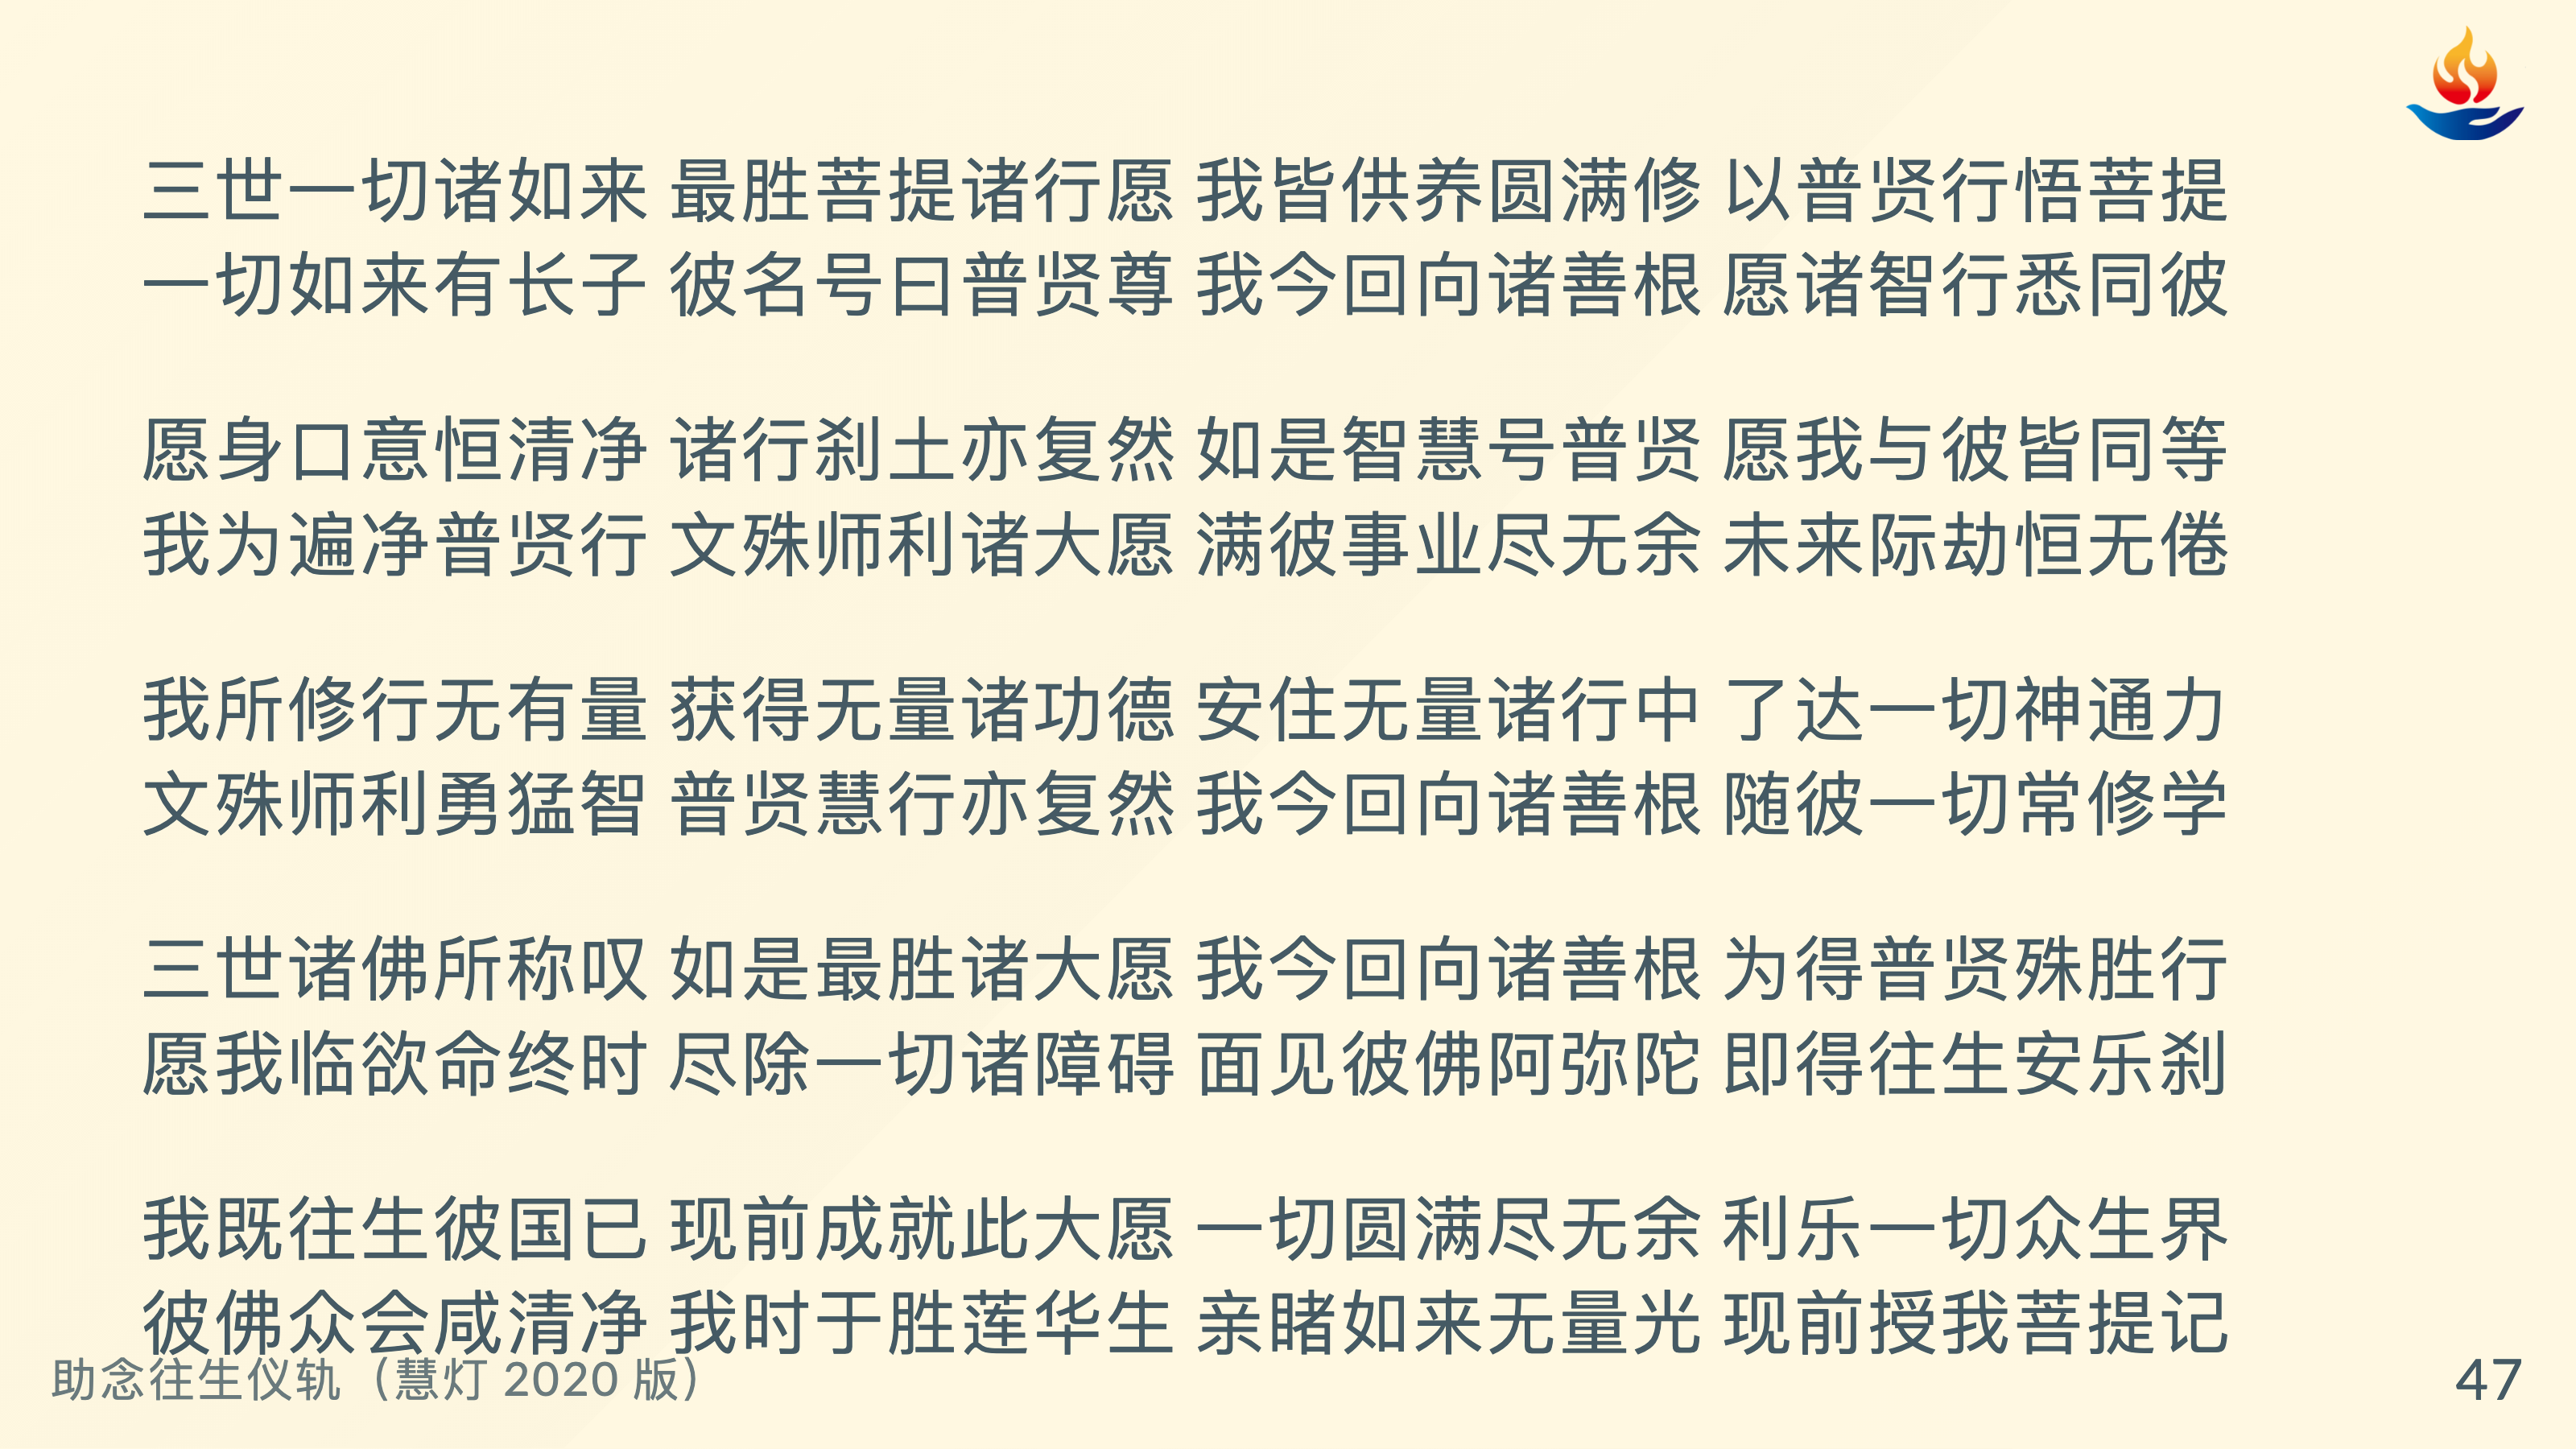 三世一切诸如来 最胜菩提诸行愿 我皆供养圆满修 以普贤行悟菩提
一切如来有长子 彼名号曰普贤尊 我今回向诸善根 愿诸智行悉同彼
愿身口意恒清净 诸行刹土亦复然 如是智慧号普贤 愿我与彼皆同等
我为遍净普贤行 文殊师利诸大愿 满彼事业尽无余 未来际劫恒无倦
我所修行无有量 获得无量诸功德 安住无量诸行中 了达一切神通力
文殊师利勇猛智 普贤慧行亦复然 我今回向诸善根 随彼一切常修学
三世诸佛所称叹 如是最胜诸大愿 我今回向诸善根 为得普贤殊胜行
愿我临欲命终时 尽除一切诸障碍 面见彼佛阿弥陀 即得往生安乐刹
我既往生彼国已 现前成就此大愿 一切圆满尽无余 利乐一切众生界
彼佛众会咸清净 我时于胜莲华生 亲睹如来无量光 现前授我菩提记
助念往生仪轨（慧灯 2020 版）
47